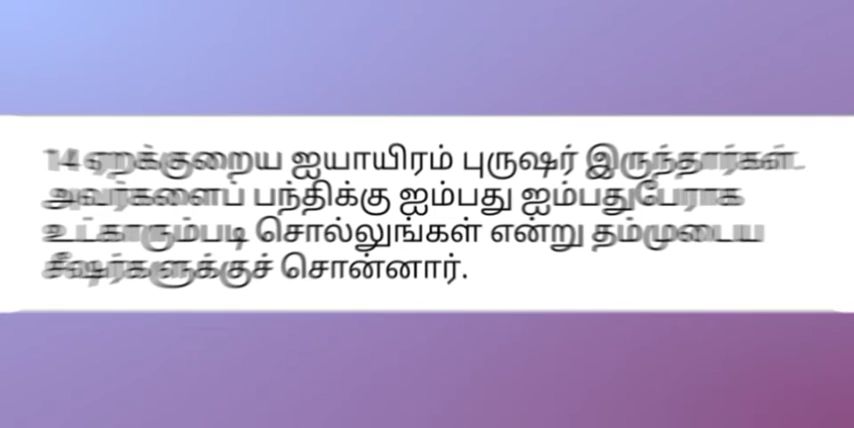 14 ஏறக்குறைய ஐயாயிரம் புருஷர் இருந்தார்கள்.
அவர்களைப் பந்திக்கு ஐம்பது ஐம்பதுபேராக
உட்காரும்படி சொல்லுங்கள் என்று தம்முடைய
சீஷர்களுக்குச் சொன்னார்.